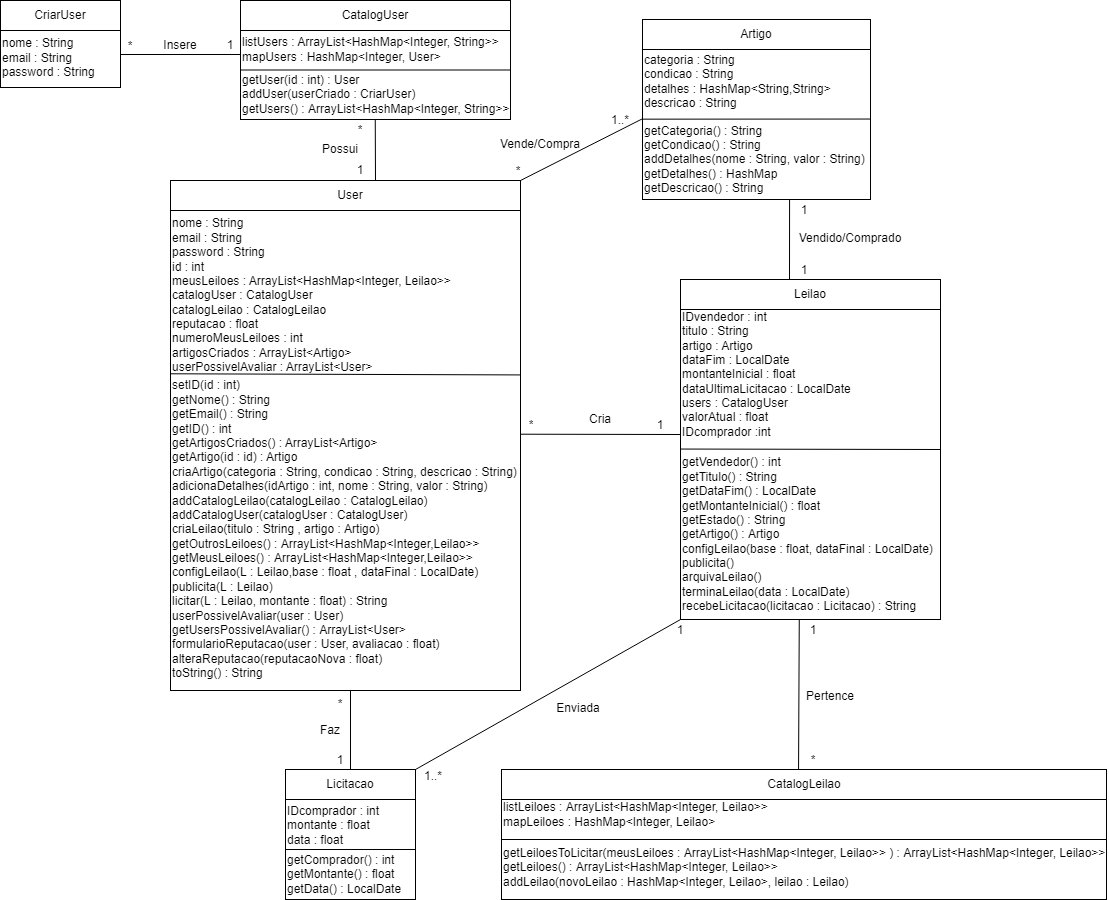 CriarUser
nome : String
email : String
password : String
* Insere 1
CatalogUser
listUsers : ArrayList<HashMap<Integer, String>>
mapUsers : HashMap<Integer, User>
getUser(id : int) : User
addUser(userCriado : CriarUser)
getUsers() : ArrayList<HashMap<Integer, String>>
*
Possui
1
Artigo
categoria : String
condicao : String
detalhes : HashMap<String,String>
descricao : String
getCategoria() : String
getCondicao() : String
addDetalhes(nome : String, valor : String)
getDetalhes() : HashMap
getDescricao() : String
1..*
Vende/Compra
*
1
Vendido/Comprado
1
User
nome : String
email : String
password : String
id : int
meusLeiloes : ArrayList<HashMap<Integer, Leilao>>
catalogUser : CatalogUser
catalogLeilao : CatalogLeilao
reputacao : float
numeroMeusLeiloes : int
artigosCriados : ArrayList<Artigo>
userPossivelAvaliar : ArrayList<User>
setID(id : int)
getNome() : String
getEmail() : String
getID() : int
getArtigosCriados() : ArrayList<Artigo>
getArtigo(id : id) : Artigo
criaArtigo(categoria : String, condicao : String, descricao : String)
adicionaDetalhes(idArtigo : int, nome : String, valor : String)
addCatalogLeilao(catalogLeilao : CatalogLeilao)
addCatalogUser(catalogUser : CatalogUser)
criaLeilao(titulo : String , artigo : Artigo)
getOutrosLeiloes() : ArrayList<HashMap<Integer,Leilao>>
getMeusLeiloes() : ArrayList<HashMap<Integer,Leilao>>
configLeilao(L : Leilao,base : float , dataFinal : LocalDate)
publicita(L : Leilao)
licitar(L : Leilao, montante : float) : String
userPossivelAvaliar(user : User)
getUsersPossivelAvaliar() : ArrayList<User>
formularioReputacao(user : User, avaliacao : float)
alteraReputacao(reputacaoNova : float)
toString() : String
* Cria 1
Leilao
IDvendedor : int
titulo : String
artigo : Artigo
dataFim : LocalDate
montanteInicial : float
dataUltimaLicitacao : LocalDate
users : CatalogUser
valorAtual : float
IDcomprador :int
getVendedor() : int
getTitulo() : String
getDataFim() : LocalDate
getMontanteInicial() : float
getEstado() : String
getArtigo() : Artigo
configLeilao(base : float, dataFinal : LocalDate)
publicita()
arquivaLeilao()
terminaLeilao(data : LocalDate)
recebeLicitacao(licitacao : Licitacao) : String
*
Faz
1
1
Enviada
1..*
1
Pertence
*
Licitacao
IDcomprador : int
montante : float
data : float
getComprador() : int
getMontante() : float
getData() : LocalDate
CatalogLeilao
listLeiloes : ArrayList<HashMap<Integer, Leilao>>
mapLeiloes : HashMap<Integer, Leilao>
getLeiloesToLicitar(meusLeiloes : ArrayList<HashMap<Integer, Leilao>> ) : ArrayList<HashMap<Integer, Leilao>>
getLeiloes() : ArrayList<HashMap<Integer, Leilao>>
addLeilao(novoLeilao : HashMap<Integer, Leilao>, leilao : Leilao)